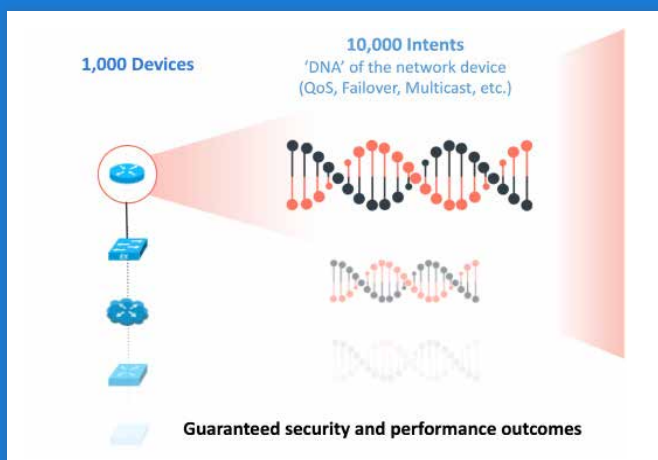 1,000 Devices
10,000 Intents
'DNA' of the network device
(QoS, Failover, Multicast, etc.)
Guaranteed security and performance outcomes